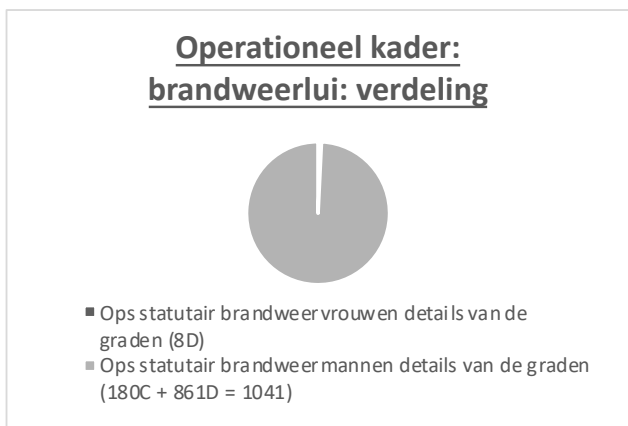 Operationeel kader:
brandweerlui: verdeling
Ops statutair brandweervrouwen details van de
graden (8D)
Ops statutair brandweermannen details van de graden
(180C + 861D = 1041)